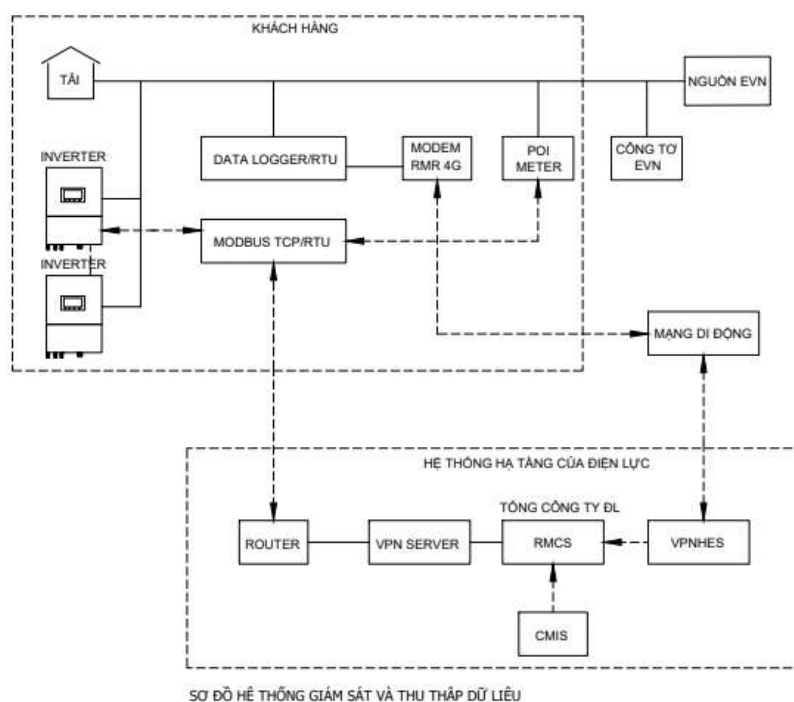 KHÁCH HÀNG
TẢI
NGUỒN EVN
INVERTER
DATA LOGGER/RTU
MODEM
RMR 4G
POI
METER
CÔNG TƠ
EVN
MODBUS TCP/RTU
INVERTER
MẠNG DI ĐỘNG
HỆ THỐNG HẠ TẦNG CỦA ĐIỆN LỰC
TỔNG CÔNG TY ĐL
ROUTER
VPN SERVER
RMCS
VPNHES
CMIS
SƠ ĐỒ HỆ THỐNG GIÁM SÁT VÀ THU THẬP DỮ LIỆU